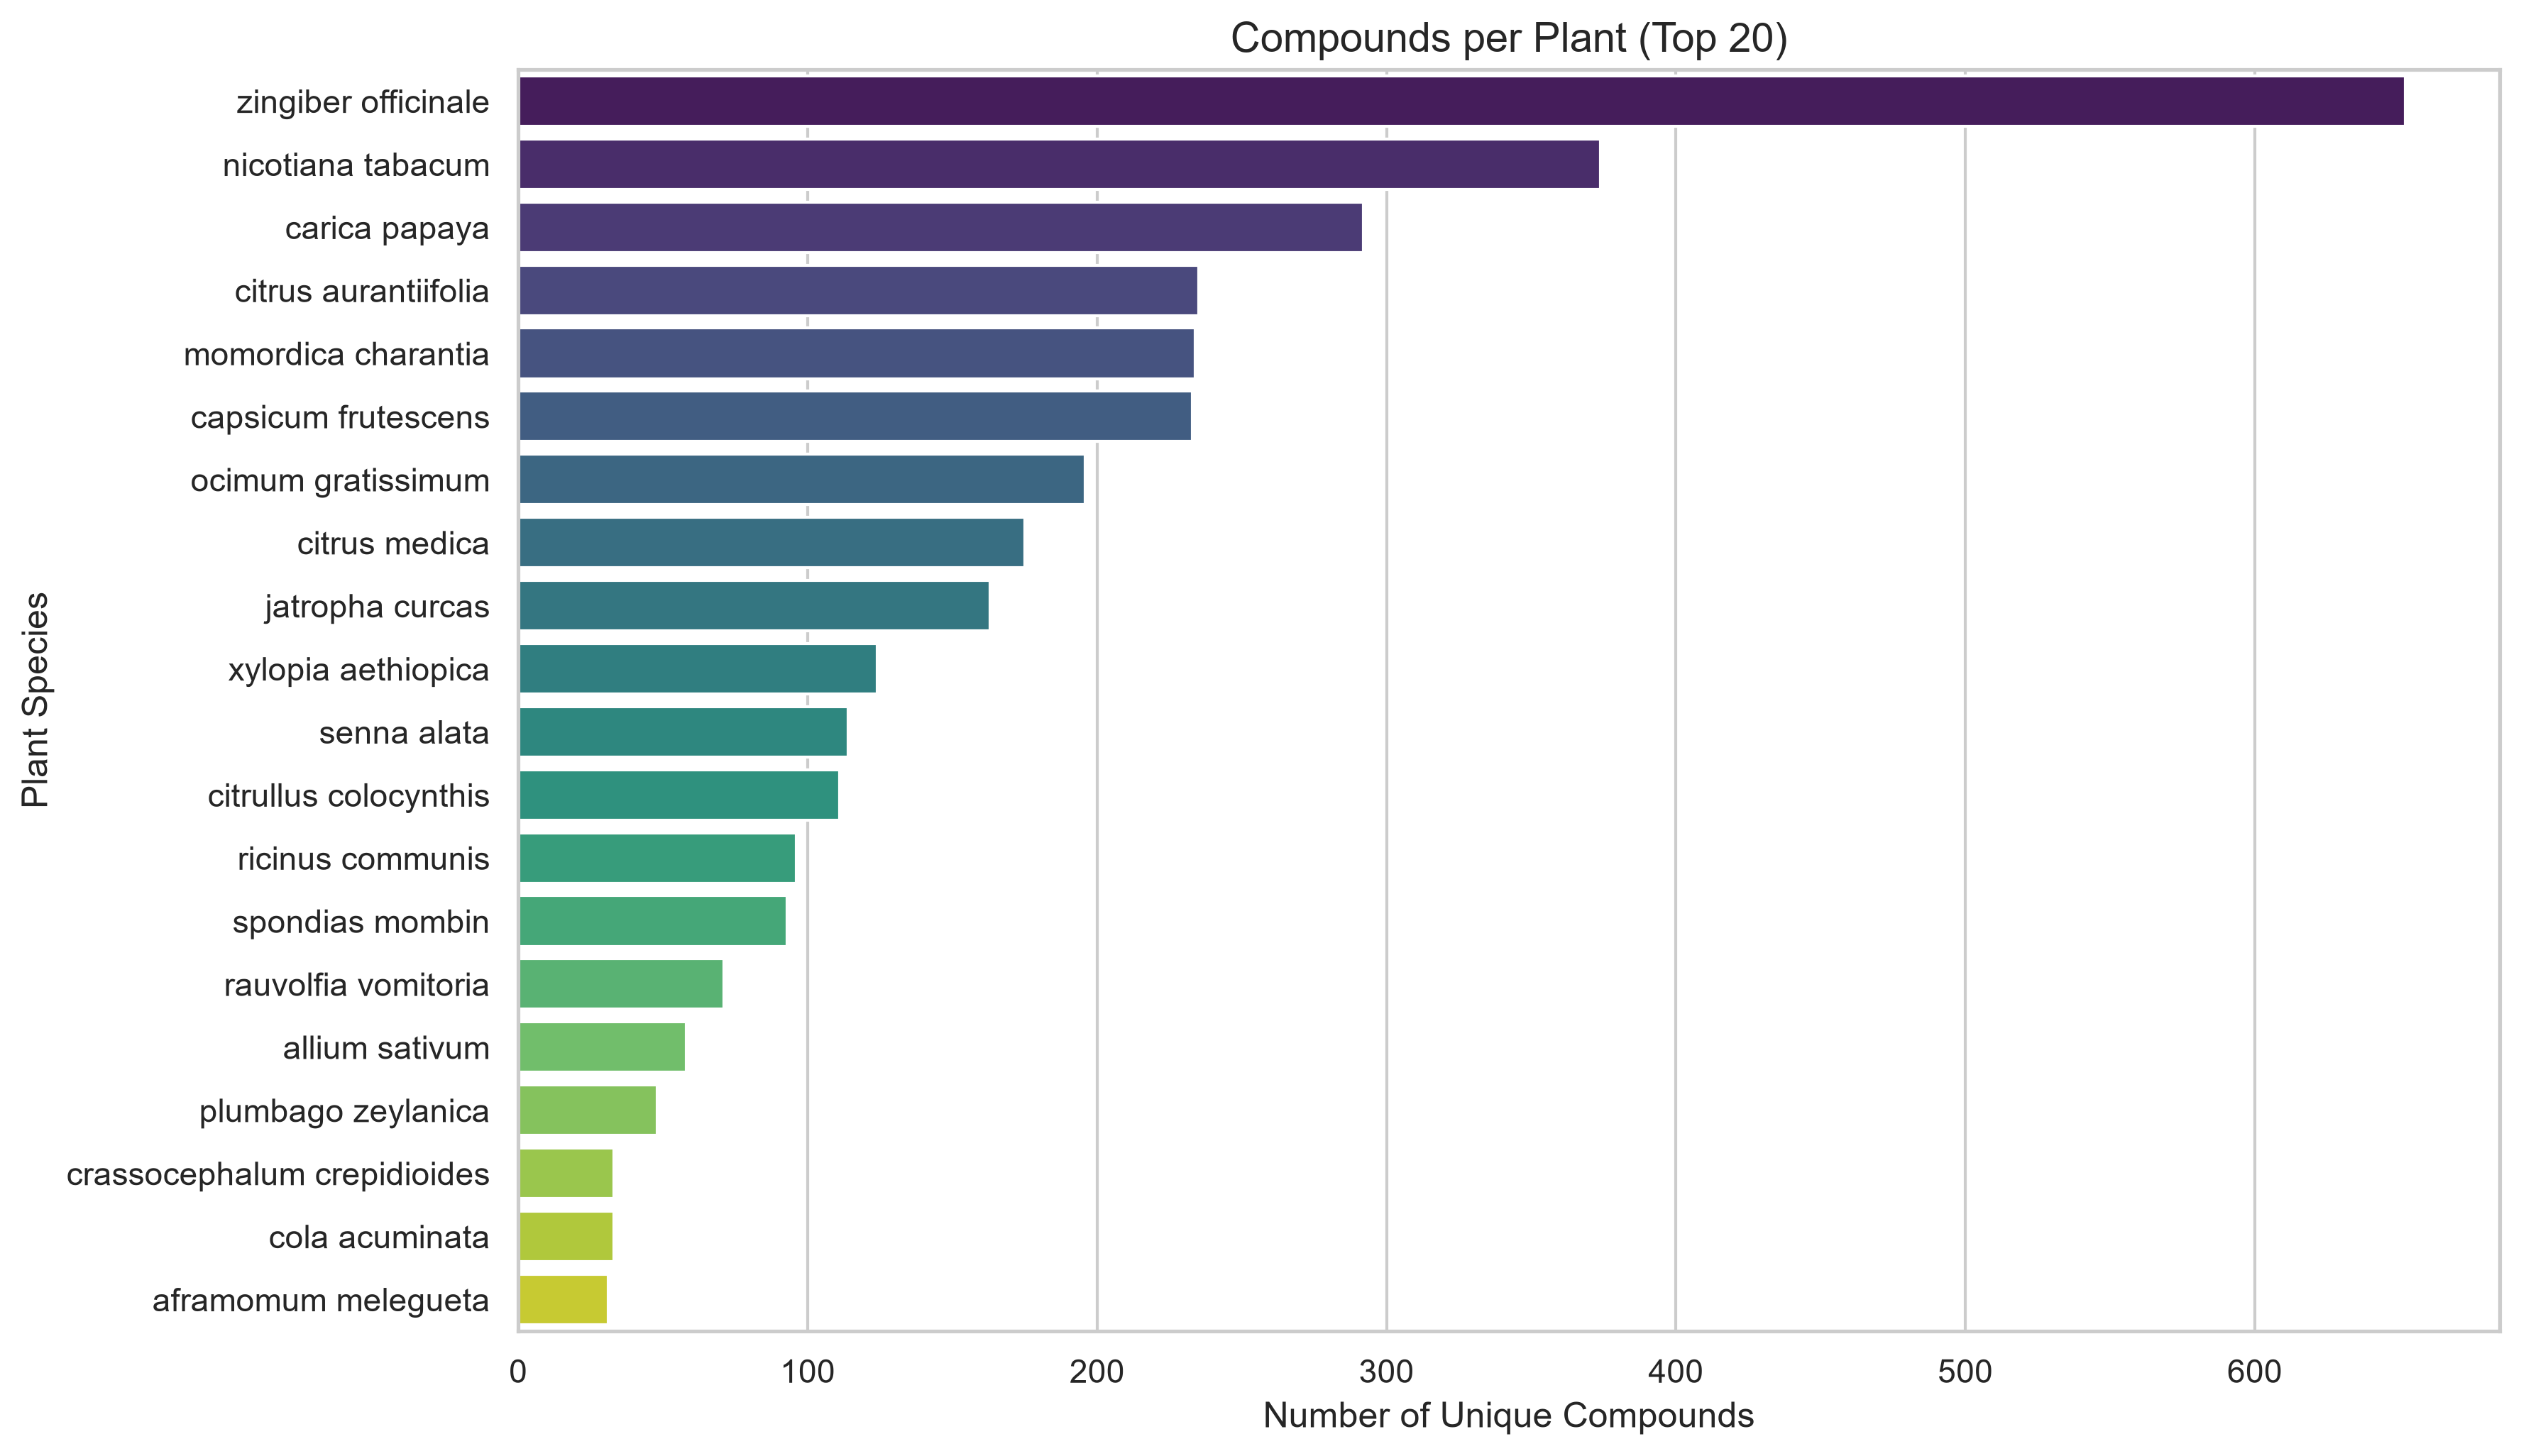 Compounds per Plant (Top 20)
zingiber officinale
nicotiana tabacum
carica papaya
citrus aurantiifolia
momordica charantia
capsicum frutescens
ocimum gratissimum
citrus medica
jatropha curcas
xylopia aethiopica
senna alata
citrullus colocynthis
ricinus communis
spondias mombin
rauvolfia vomitoria
allium sativum
plumbago zeylanica
crassocephalum crepidioides
cola acuminata
aframomum melegueta
Plant Species
0 100 200 300 400 500 600
Number of Unique Compounds